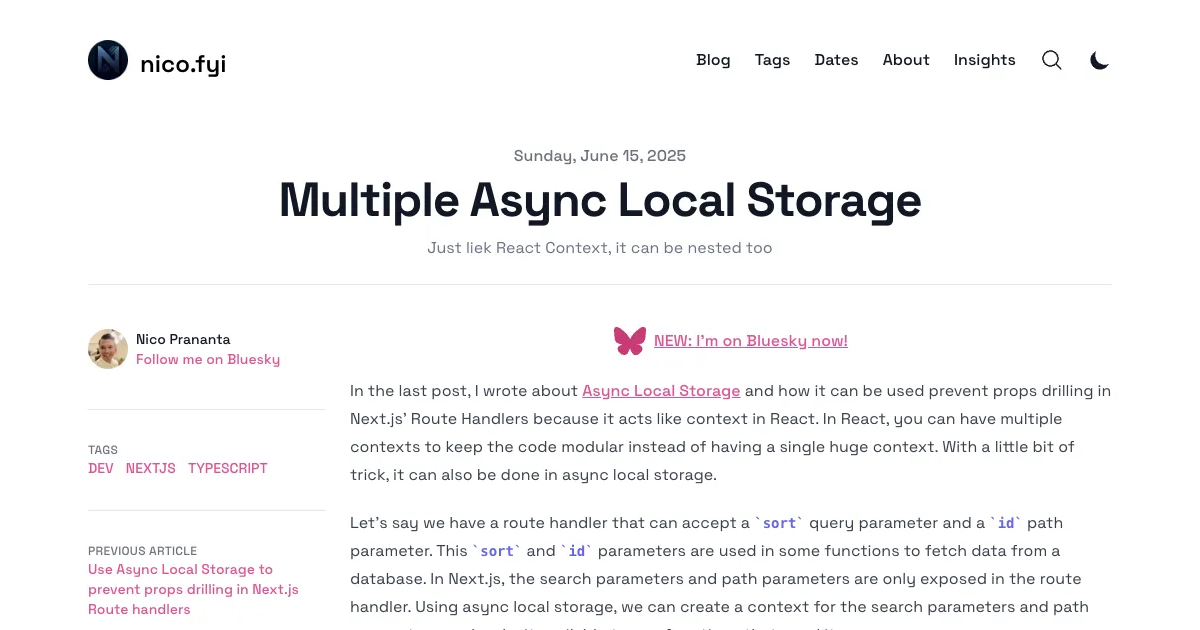 nico.fyi
Blog Tags Dates About Insights
Sunday, June 15, 2025
Multiple Async Local Storage
Just liek React Context, it can be nested too
Nico Prananta
Follow me on Bluesky
TAGS
DEV NEXTJS TYPESCRIPT
PREVIOUS ARTICLE
Use Async Local Storage to
prevent props drilling in Next.js
Route handlers
NEW: I'm on Bluesky now!
In the last post, I wrote about Async Local Storage and how it can be used prevent props drilling in
Next.js' Route Handlers because it acts like context in React. In React, you can have multiple
contexts to keep the code modular instead of having a single huge context. With a little bit of
trick, it can also be done in async local storage.
Let's say we have a route handler that can accept a `sort` query parameter and a `id` path
parameter. This `sort` and `id` parameters are used in some functions to fetch data from a
database. In Next.js, the search parameters and path parameters are only exposed in the route
handler. Using async local storage, we can create a context for the search parameters and path